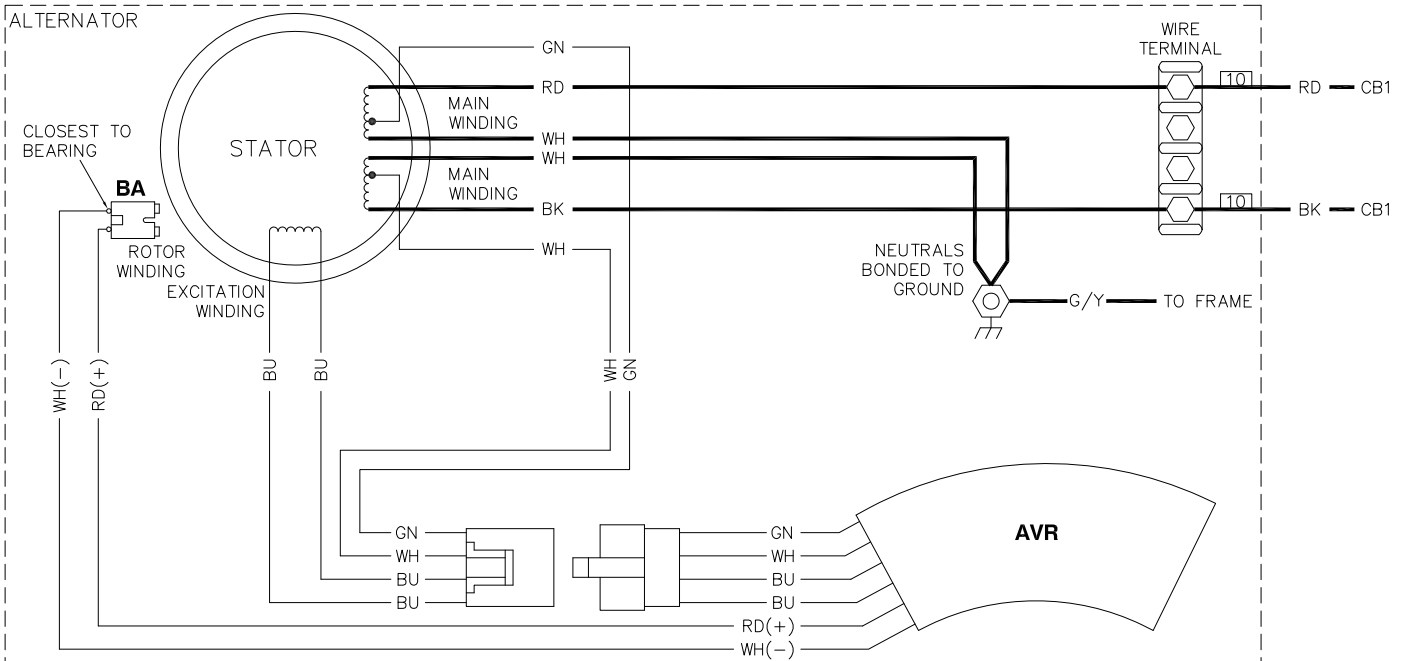 ALTERNATOR
WIRE
TERMINAL
GN
RD
10
RD
CB1
MAIN
WINDING
WH
WH
MAIN
WINDING
BK
10
BK
CB1
WH
STATOR
CLOSEST TO
BEARING
BA
ROTOR
WINDING
EXCITATION
WINDING
NEUTRALS
BONDED TO
GROUND
G/Y
TO FRAME
WH(-)
RD(+)
BU
BU
WH
GN
GN
WH
BU
BU
GN
WH
BU
BU
RD(+)
WH(-)
AVR